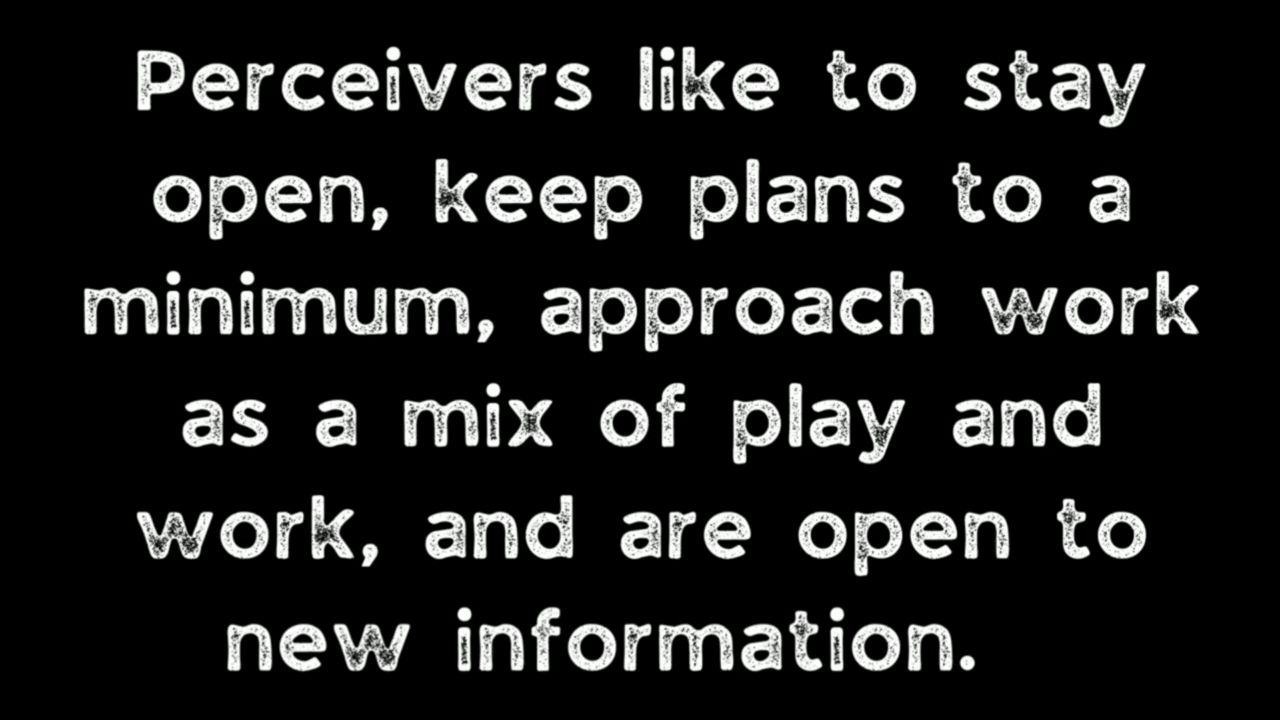 Perceivers like to stay
open, keep plans to a
minimum, approach work
as a mix of play and
work, and are open to
new information.